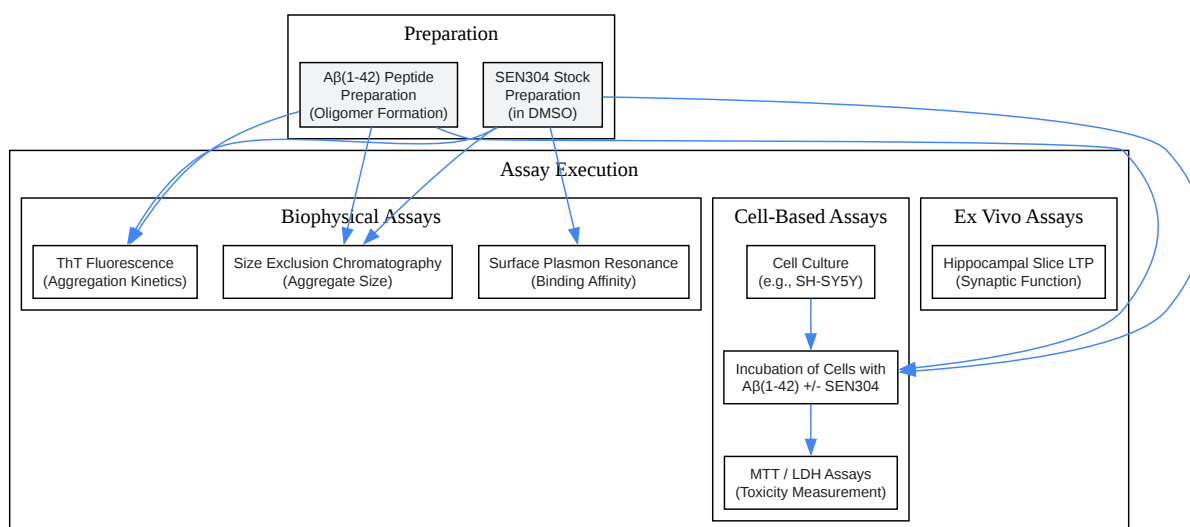 Preparation
Aβ(1-42) Peptide
Preparation
(Oligomer Formation)
SEN304 Stock
Preparation
(in DMSO)
Assay Execution
Biophysical Assays
ThT Fluorescence
(Aggregation Kinetics)
Size Exclusion Chromatography
(Aggregate Size)
Surface Plasmon Resonance
(Binding Affinity)
Cell-Based Assays
Cell Culture
(e.g., SH-SY5Y)
Incubation of Cells with
Aβ(1-42) +/- SEN304
MTT / LDH Assays
(Toxicity Measurement)
Ex Vivo Assays
Hippocampal Slice LTP
(Synaptic Function)